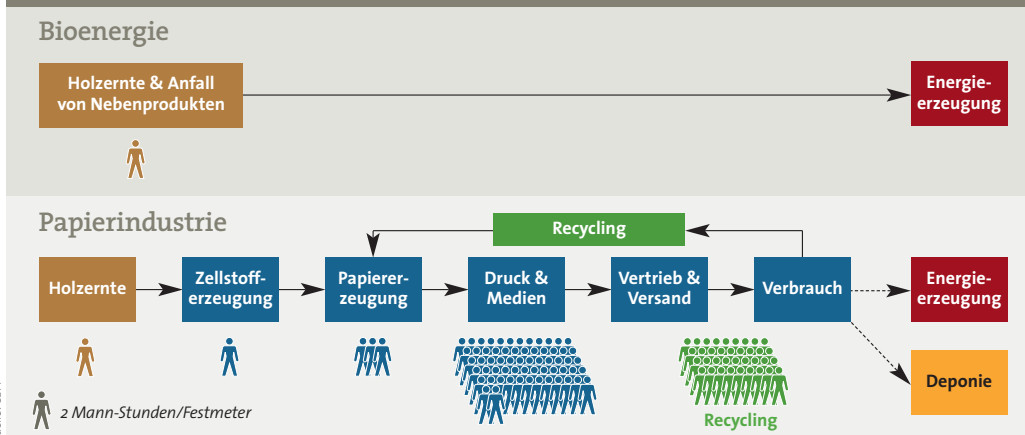 Bioenergie
Holzernte & Anfall
von Nebenprodukten
Energie-
erzeugung
Papierindustrie
Recycling
Holzernte
Zellstoff-
erzeugung
Papierer-
zeugung
Druck &
Medien
Vertrieb &
Versand
Verbrauch
Energie-
erzeugung
Deponie
2 Mann-Stunden/Festmeter
Recycling